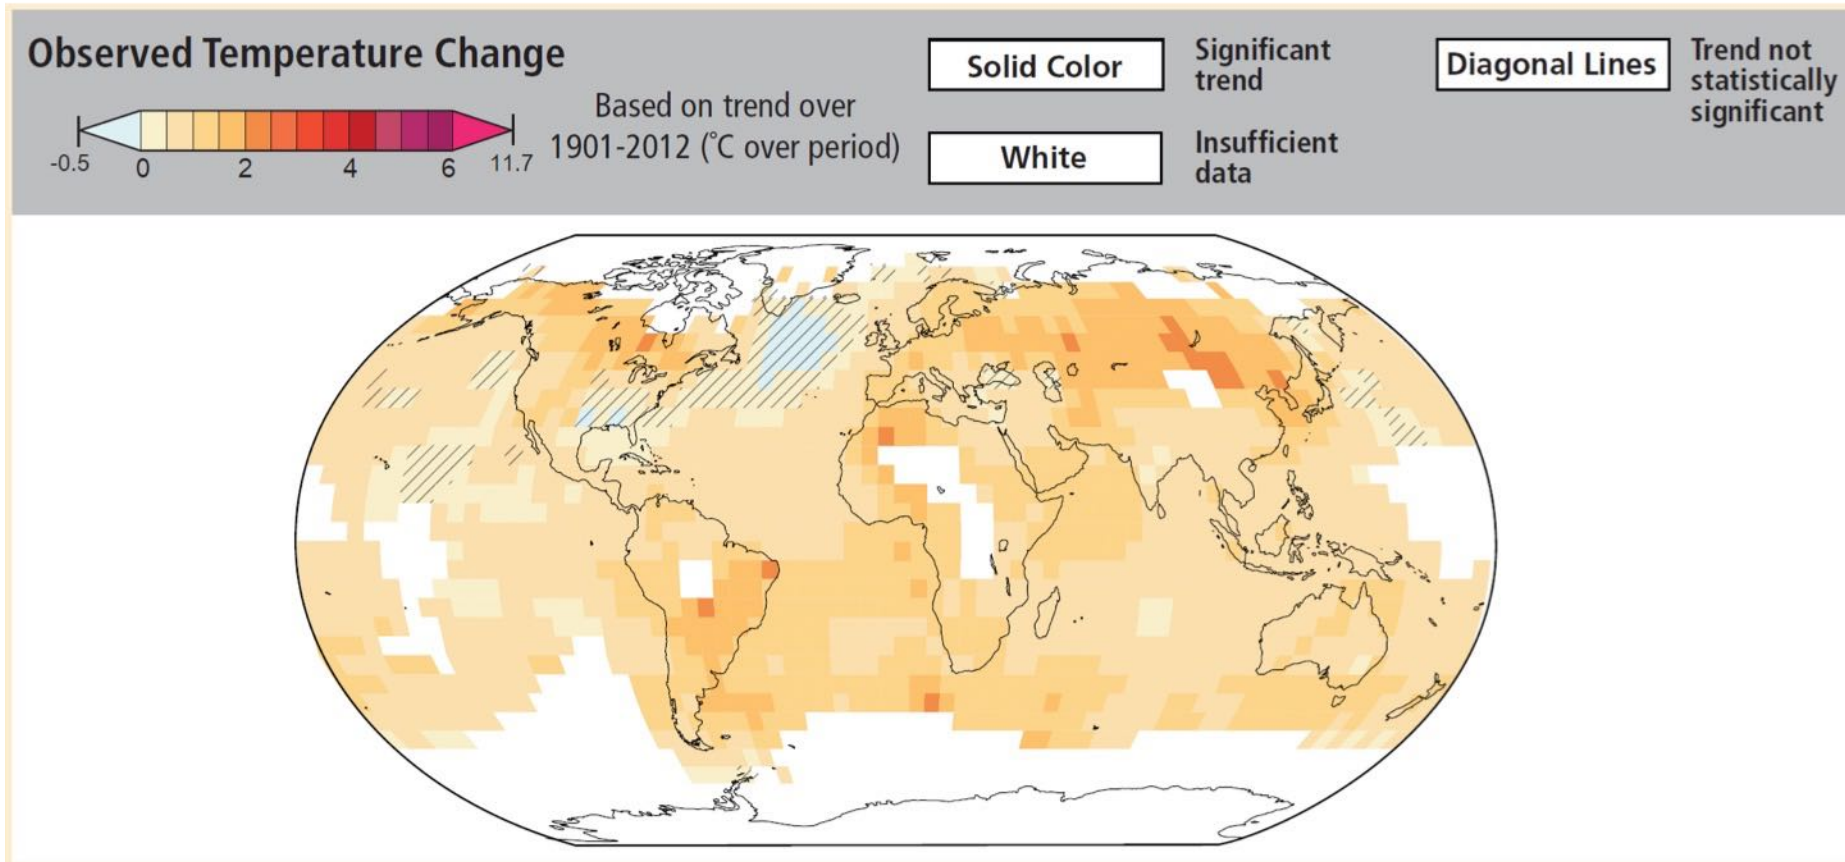 Observed Temperature Change
-0.5 0 2 4 6 11.7
Based on trend over
1901-2012 (˚C over period)
Solid Color
Significant
trend
White
Insufficient
data
Diagonal Lines
Trend not
statistically
significant